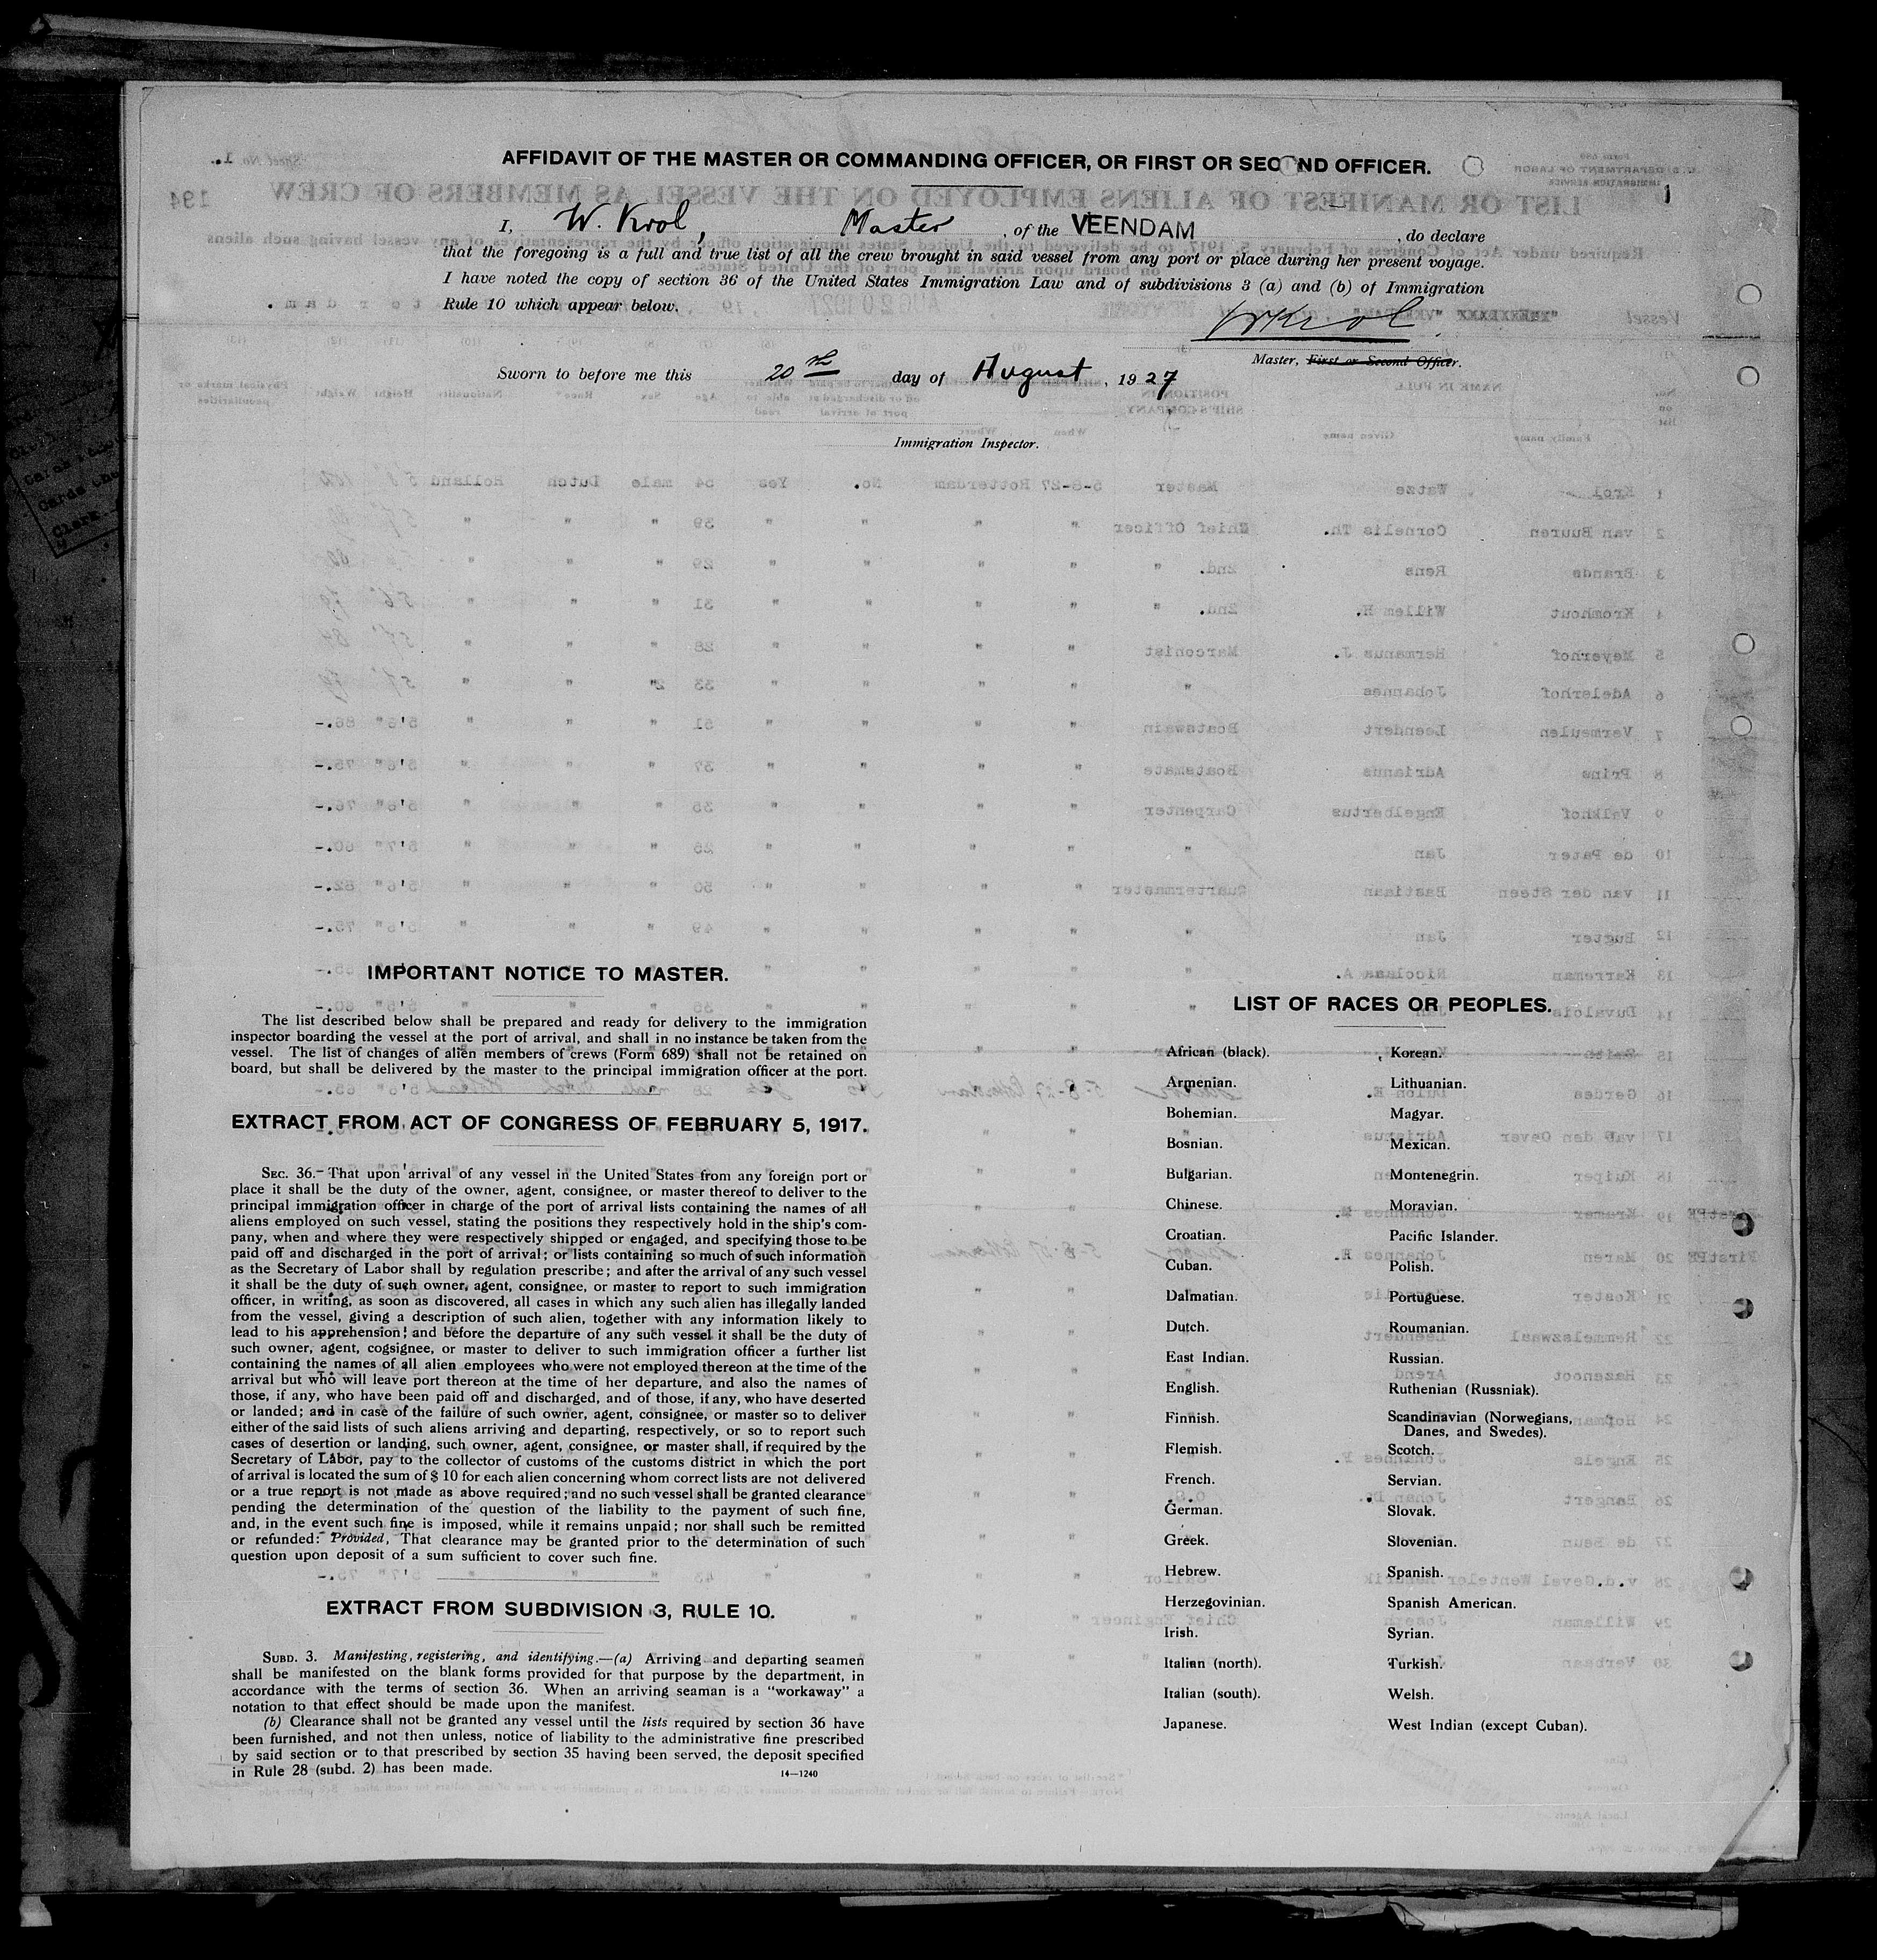 AFFIDAVIT OF THE MASTER OR COMMANDING OFFICER, OR FIRST OR SECOND OFFICER.
I, W. Krol, Master, of the VEENDAM, do declare
that the foregoing is a full and true list of all the crew brought in said vessel from any port or place during her present voyage.
I have noted the copy of section 36 of the United States Immigration Law and of subdivisions 3 (a) and (b) of Immigration
Rule 10 which appear below.
WKrol
Master, First or Second Officer.
Sworn to before me this 20th day of August, 1927
Immigration Inspector.
IMPORTANT NOTICE TO MASTER.
The list described below shall be prepared and ready for delivery to the immigration
inspector boarding the vessel at the port of arrival, and shall in no instance be taken from the
vessel. The list of changes of alien members of crews (Form 689) shall not be retained on
board, but shall be delivered by the master to the principal immigration officer at the port.
EXTRACT FROM ACT OF CONGRESS OF FEBRUARY 5, 1917.
SEC. 36. That upon arrival of any vessel in the United States from any foreign port or
place it shall be the duty of the owner, agent, consignee, or master thereof to deliver to the
principal immigration officer in charge of the port of arrival lists containing the names of all
aliens employed on such vessel, stating the positions they respectively hold in the ship's com-
pany, when and where they were respectively shipped or engaged, and specifying those to be
paid off and discharged in the port of arrival; or lists containing so much of such information
as the Secretary of Labor shall by regulation prescribe; and after the arrival of any such vessel
it shall be the duty of such owner, agent, consignee, or master to report to such immigration
officer, in writing, as soon as discovered, all cases in which any such alien has illegally landed
from the vessel, giving a description of such alien, together with any information likely to
lead to his apprehension; and before the departure of any such vessel it shall be the duty of
such owner, agent, cogsignee, or master to deliver to such immigration officer a further list
containing the names of all alien employees who were not employed thereon at the time of the
arrival but who will leave port thereon at the time of her departure, and also the names of
those, if any, who have been paid off and discharged, and of those, if any, who have deserted
or landed; and in case of the failure of such owner, agent, consignee, or master so to deliver
either of the said lists of such aliens arriving and departing, respectively, or so to report such
cases of desertion or landing, such owner, agent, consignee, or master shall, if required by the
Secretary of Labor, pay to the collector of customs of the customs district in which the port
of arrival is located the sum of $ 10 for each alien concerning whom correct lists are not delivered
or a true report is not made as above required; and no such vessel shall be granted clearance
pending the determination of the question of the liability to the payment of such fine,
and, in the event such fine is imposed, while it remains unpaid; nor shall such be remitted
or refunded: Provided, That clearance may be granted prior to the determination of such
question upon deposit of a sum sufficient to cover such fine.
EXTRACT FROM SUBDIVISION 3, RULE 10.
SUBD. 3. Manifesting, registering, and identifying.—(a) Arriving and departing seamen
shall be manifested on the blank forms provided for that purpose by the department, in
accordance with the terms of section 36. When an arriving seaman is a "workaway" a
notation to that effect should be made upon the manifest.
(b) Clearance shall not be granted any vessel until the lists required by section 36 have
been furnished, and not then unless, notice of liability to the administrative fine prescribed
by said section or to that prescribed by section 35 having been served, the deposit specified
in Rule 28 (subd. 2) has been made.
14—1240
LIST OF RACES OR PEOPLES.
African (black).
Armenian.
Bohemian.
Bosnian.
Bulgarian.
Chinese.
Croatian.
Cuban.
Dalmatian.
Dutch.
East Indian.
English.
Finnish.
Flemish.
French.
German.
Greek.
Hebrew.
Herzegovinian.
Irish.
Italian (north).
Italian (south).
Japanese.
Korean.
Lithuanian.
Magyar.
Mexican.
Montenegrin.
Moravian.
Pacific Islander.
Polish.
Portuguese.
Roumanian.
Russian.
Ruthenian (Russniak).
Scandinavian (Norwegians,
Danes, and Swedes).
Scotch.
Servian.
Slovak.
Slovenian.
Spanish.
Spanish American.
Syrian.
Turkish.
Welsh.
West Indian (except Cuban).